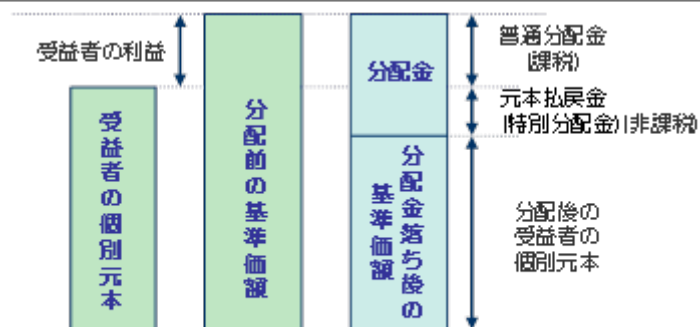 受益者の利益
受益者の個別元本
分配前の基準価額
分配金
分配金落ち後の
基準価額
普通分配金
(課税)
元本払戻金
(特別分配金)非課税
分配後の
受益者の
個別元本